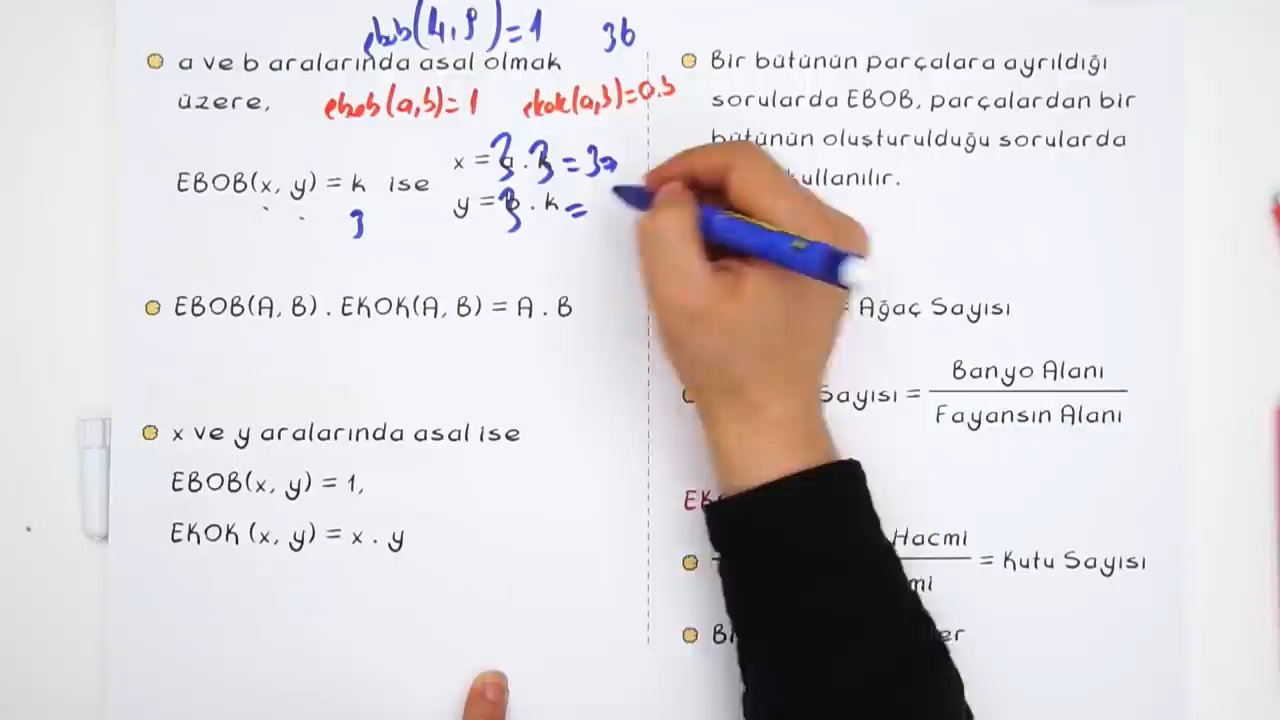 ebob(4,9)=1 36
a ve b aralarında asal olmak
üzere, ebob(a,b)=1 ekok(a,b)=a.b
EBOB(x, y) = k ise
x = . =
y = . k =
3
EBOB(A, B) . EKOK(A, B) = A . B
x ve y aralarında asal ise
EBOB(x, y) = 1,
EKOK (x, y) = x . y
Bir bütünün parçalara ayrıldığı
sorularda EBOB, parçalardan bir
bütünün oluşturulduğu sorularda
kullanılır.
= Ağaç Sayısı
Sayısı = Banyo Alanı
Fayansın Alanı
Hacmi
= Kutu Sayısı